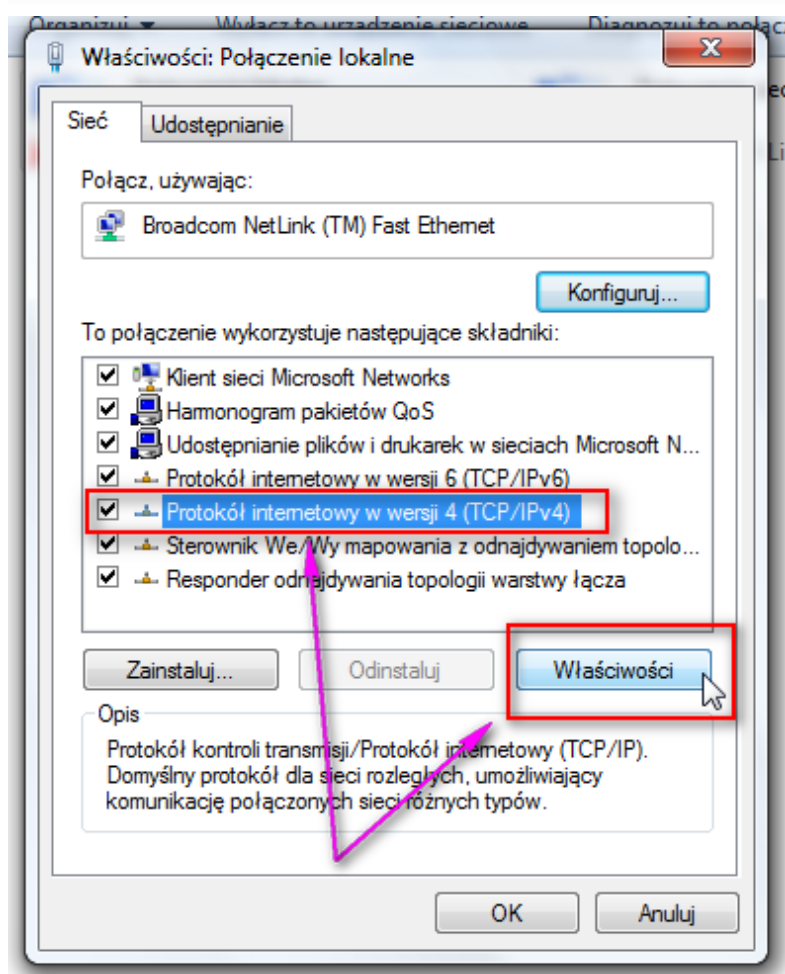 Organizuj Wyłącz to urządzenie sieciowe Diagnozuj to połącz
Właściwości: Połączenie lokalne
Sieć Udostępnianie
Połącz, używając:
Broadcom NetLink (TM) Fast Ethernet
Konfiguruj...
To połączenie wykorzystuje następujące składniki:
Klient sieci Microsoft Networks
Harmonogram pakietów QoS
Udostępnianie plików i drukarek w sieciach Microsoft N...
Protokół internetowy w wersji 6 (TCP/IPv6)
Protokół internetowy w wersji 4 (TCP/IPv4)
Sterownik We/Wy mapowania z odnajdywaniem topolo...
Responder odnajdywania topologii warstwy łącza
Zainstaluj... Odinstaluj Właściwości
Opis
Protokół kontroli transmisji/Protokół internetowy (TCP/IP).
Domyślny protokół dla sieci rozległych, umożliwiający
komunikację połączonych sieci różnych typów.
OK Anuluj